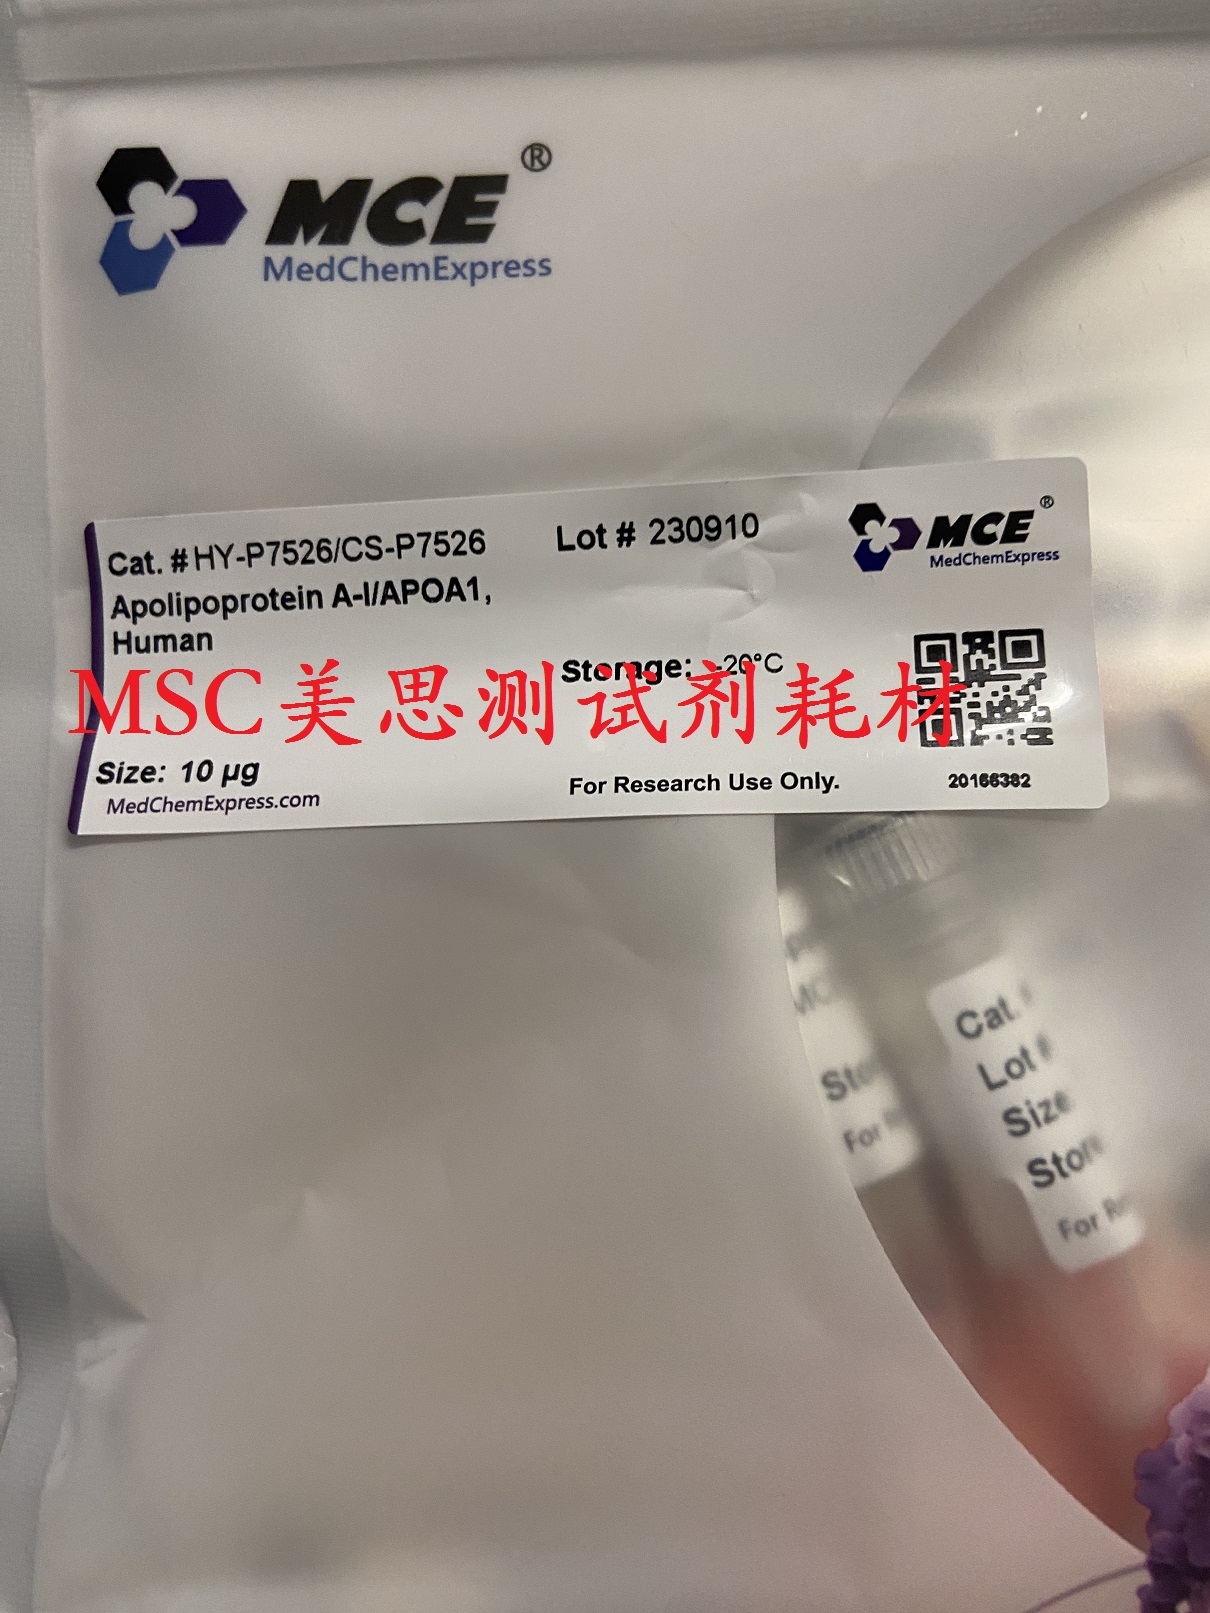 MCE®
MedChemExpress
Cat. # HY-P7526/CS-P7526
Lot # 230910
MCE®
MedChemExpress
Apolipoprotein A-I/APOA1,
Human
Storage: -20°C
MSC美思测试剂耗材
Size: 10 µg
MedChemExpress.com
For Research Use Only.
20166382
Cat. #
Lot #
Size
For